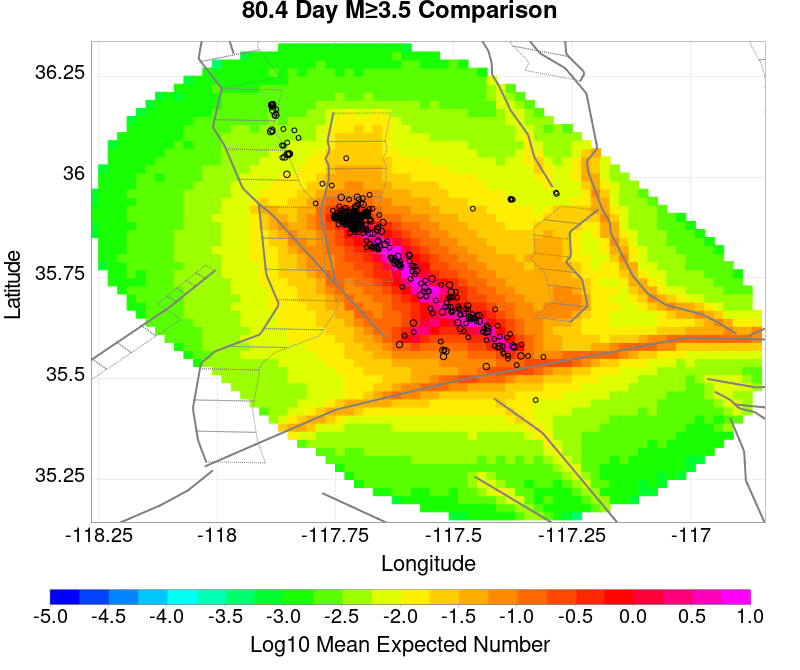 80.4 Day M≥3.5 Comparison
36.25
36
35.75
35.5
35.25
Latitude
-118.25 -118 -117.75 -117.5 -117.25 -117
Longitude
-5.0 -4.5 -4.0 -3.5 -3.0 -2.5 -2.0 -1.5 -1.0 -0.5 0.0 0.5 1.0
Log10 Mean Expected Number